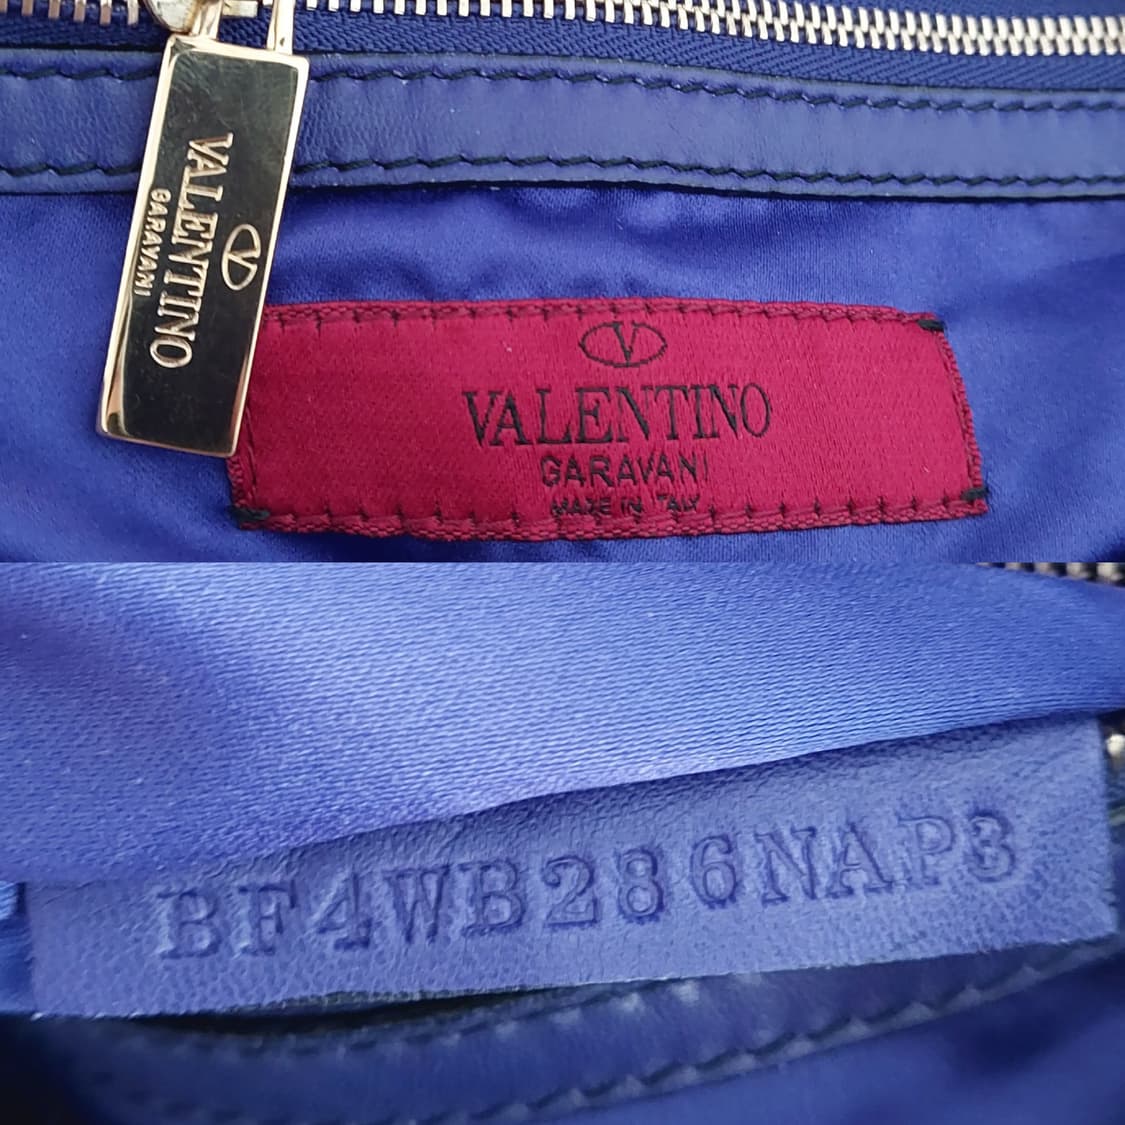 VALENTINO
GARAVANI
V
VALENTINO
GARAVANI
MADE IN ITALY
BF4WB286NAP3